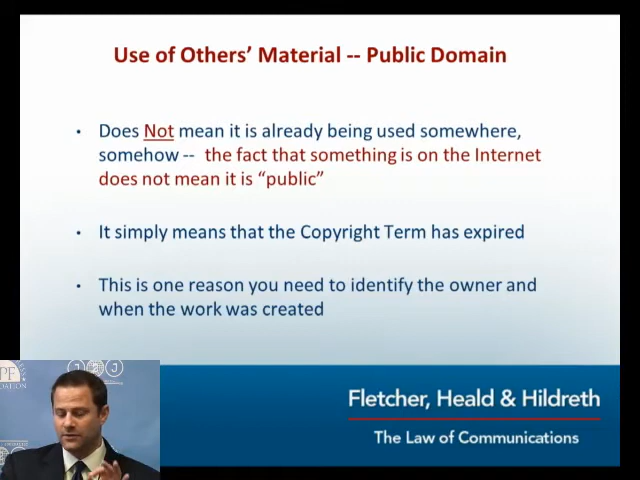 Use of Others' Material -- Public Domain
• Does Not mean it is already being used somewhere,
somehow -- the fact that something is on the Internet
does not mean it is "public"
• It simply means that the Copyright Term has expired
• This is one reason you need to identify the owner and
when the work was created
Fletcher, Heald & Hildreth
The Law of Communications